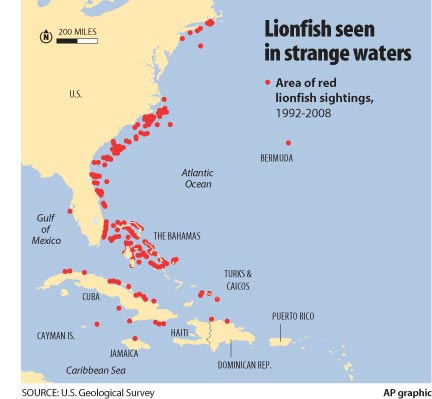 Lionfish seen
in strange waters
Area of red
lionfish sightings,
1992-2008
N
200 MILES
U.S.
BERMUDA
Atlantic
Ocean
Gulf
of
Mexico
THE BAHAMAS
TURKS &
CAICOS
CUBA
PUERTO RICO
CAYMAN IS.
HAITI
JAMAICA
DOMINICAN REP.
Caribbean Sea
SOURCE: U.S. Geological Survey
AP graphic